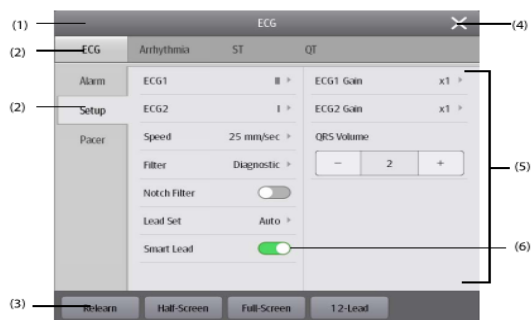 (1) ECG (4)
(2) ECG Arrhythmia ST QT
Alarm ECG1 II ECG1 Gain x1
(2) Setup ECG2 I ECG2 Gain x1
Pacer Speed 25 mm/sec QRS Volume
Filter Diagnostic - 2 + (5)
Notch Filter
Lead Set Auto
Smart Lead (6)
(3) Relearn Half-Screen Full-Screen 12-Lead